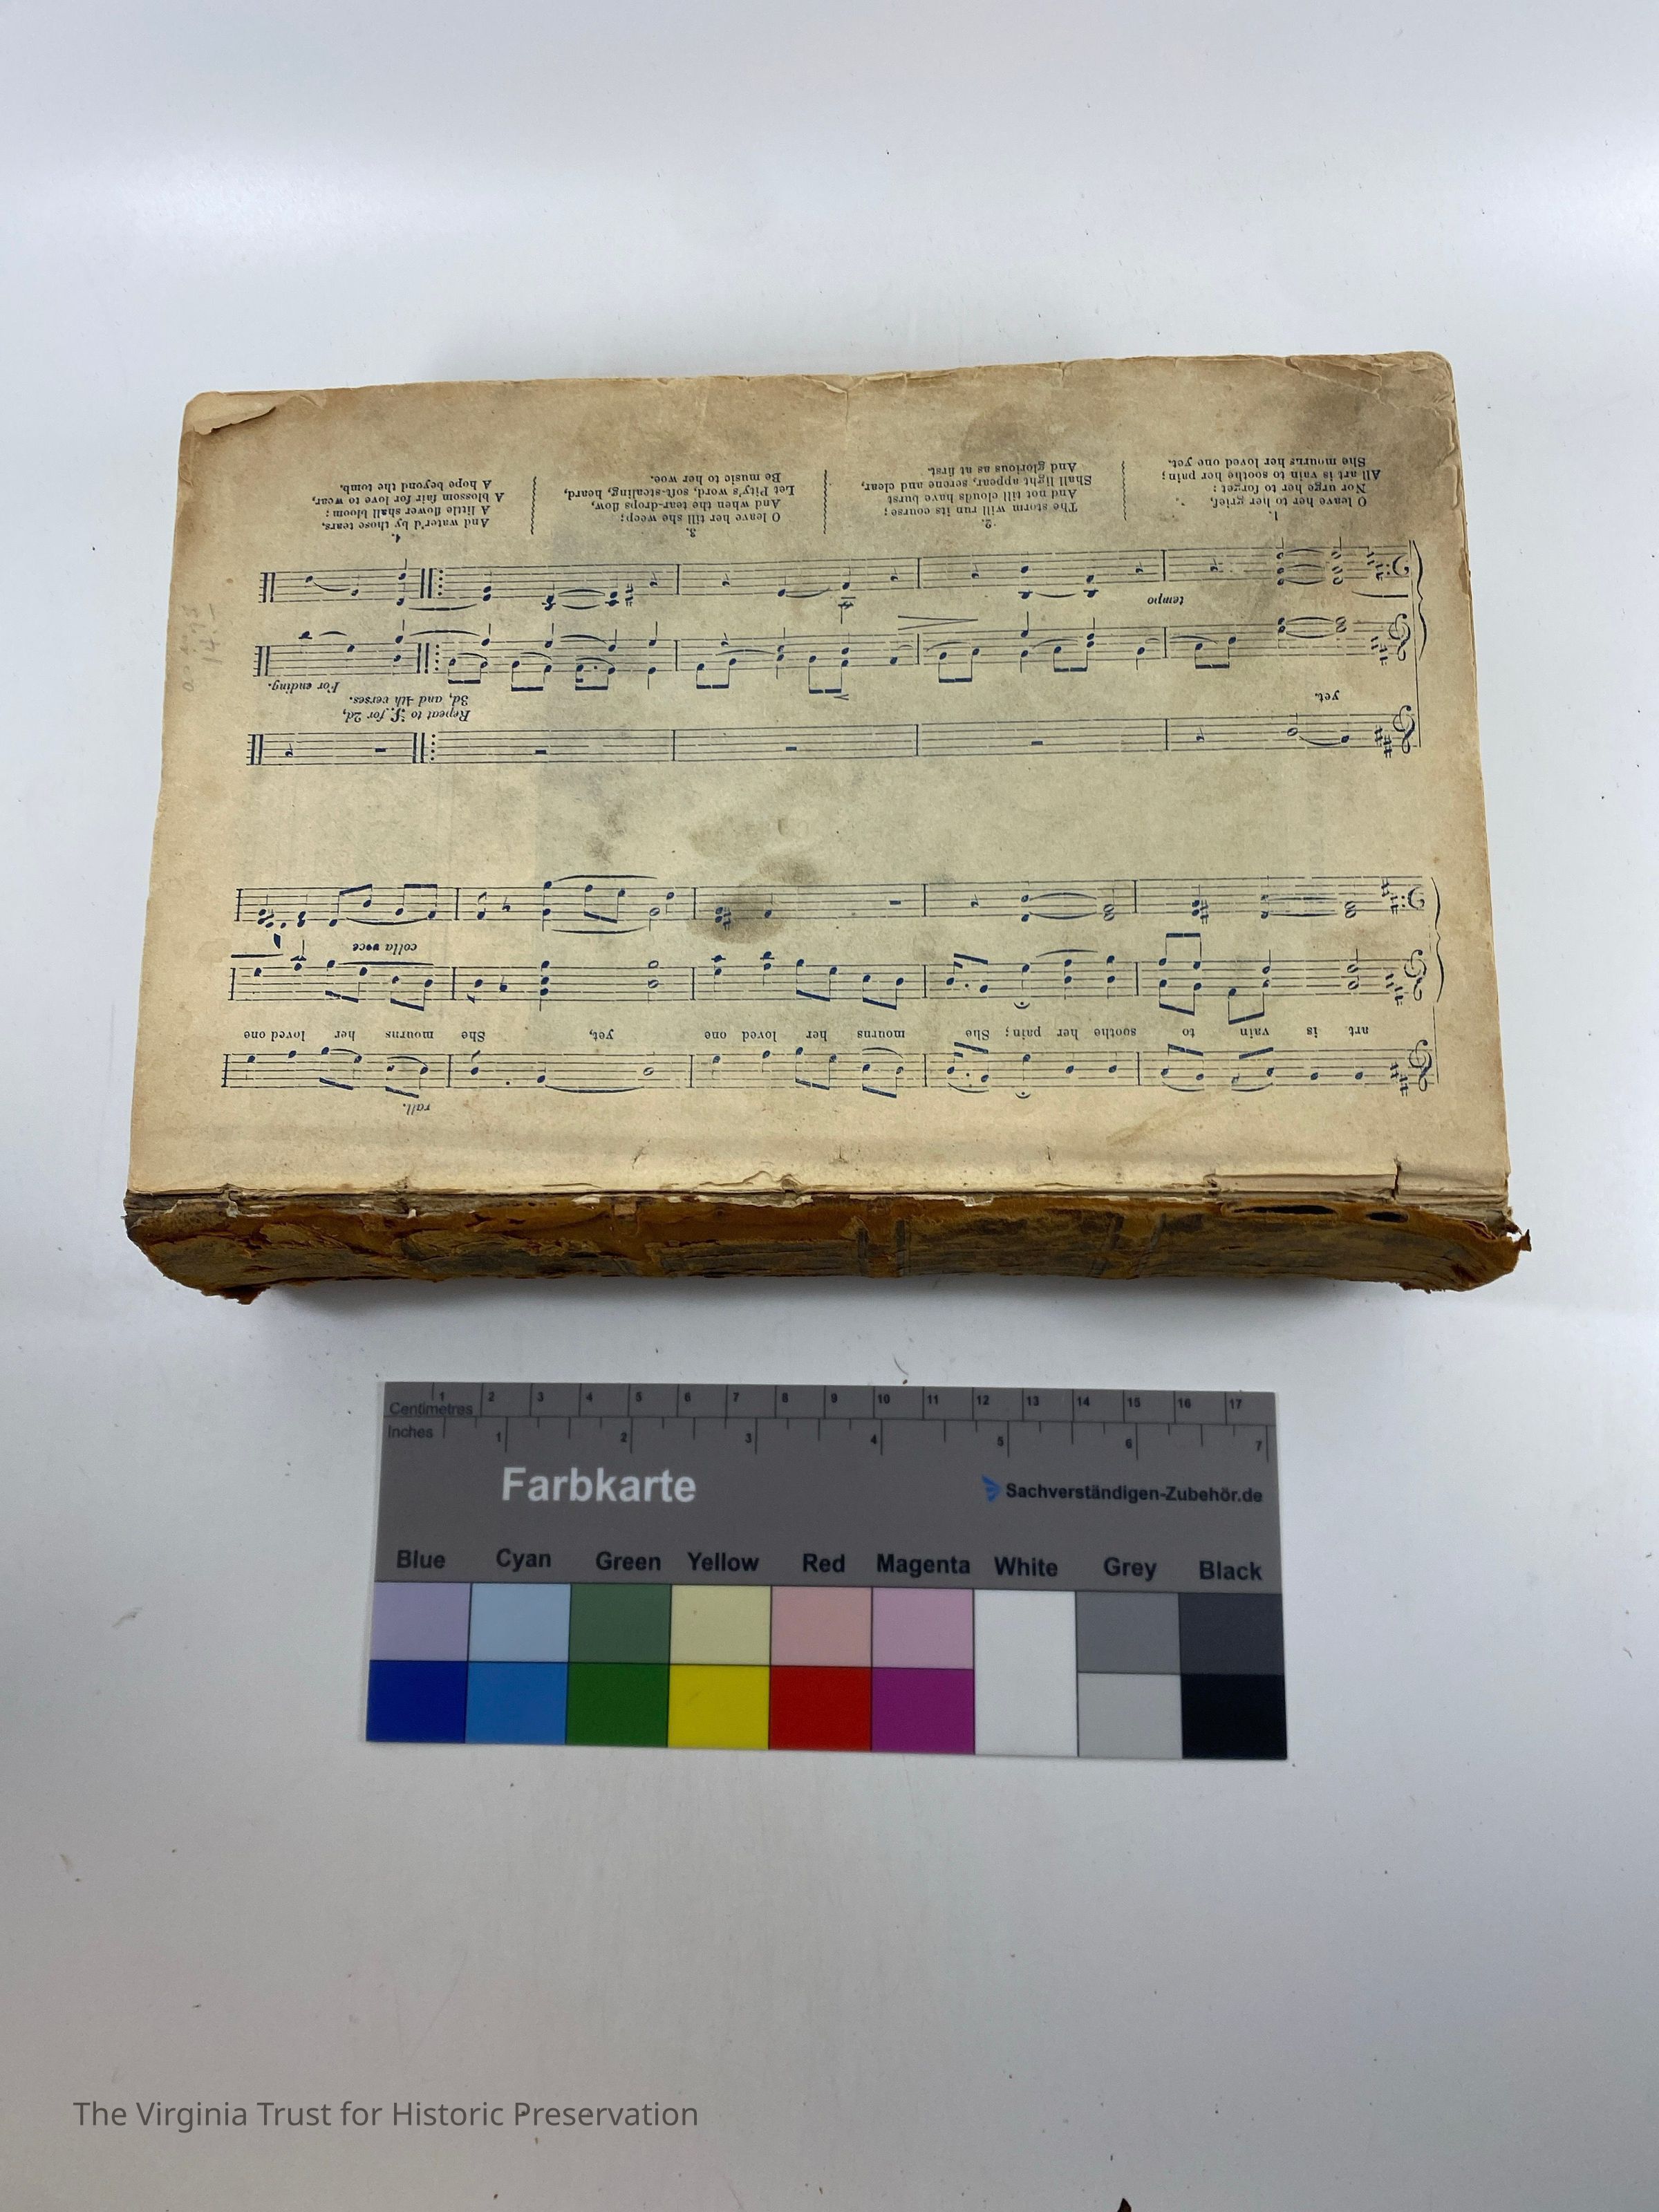 rall.
art is vain to soothe her pain; She mourns her loved one yet, She mourns her loved one
colla voce
yet.
Repeat to 𝄋 for 2d,
3d, and 4th verses.
For ending.
tempo
1.
O leave her to her grief,
Nor urge her to forget;
All art is vain to soothe her pain;
She mourns her loved one yet.
2.
The storm will run its course;
And not till clouds have burst
Shall light appear, serene and clear,
And glorious as at first.
3.
O leave her till she weep;
And when the tear-drops flow,
Let Pity's word, soft-stealing, heard,
Be music to her woe.
4.
And water'd by those tears,
A little flower shall bloom;
A blossom fair for love to wear,
A hope beyond the tomb.
Centimetres 1 2 3 4 5 6 7 8 9 10 11 12 13 14 15 16 17
Inches 1 2 3 4 5 6 7
Farbkarte
Sachverständigen-Zubehör.de
Blue Cyan Green Yellow Red Magenta White Grey Black
The Virginia Trust for Historic Preservation